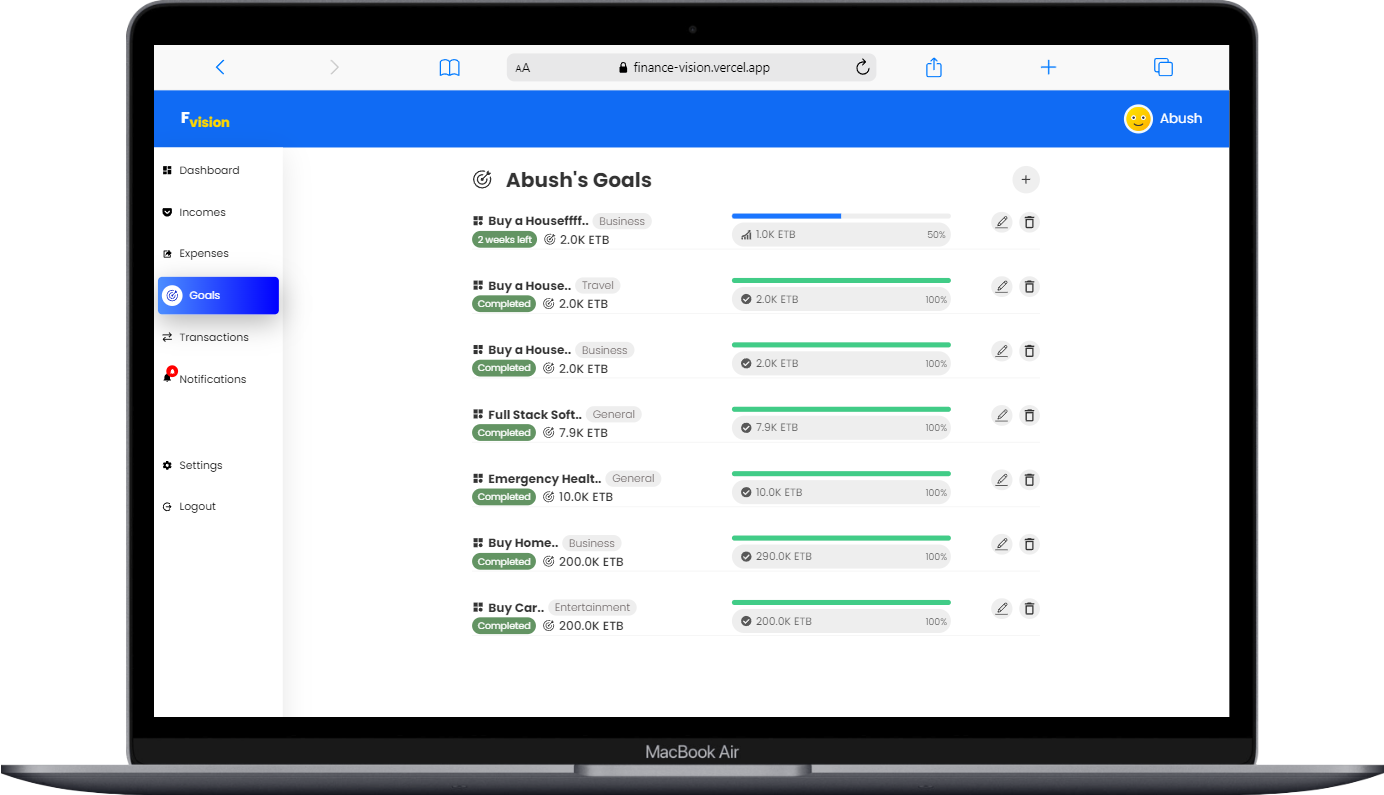 AA finance-vision.vercel.app
Fvision Abush
Dashboard
Incomes
Expenses
Goals
Transactions
Notifications
Settings
Logout
Abush's Goals +
Buy a Houseffff.. Business
2 weeks left 2.0K ETB
1.0K ETB 50%
Buy a House.. Travel
Completed 2.0K ETB
2.0K ETB 100%
Buy a House.. Business
Completed 2.0K ETB
2.0K ETB 100%
Full Stack Soft.. General
Completed 7.9K ETB
7.9K ETB 100%
Emergency Healt.. General
Completed 10.0K ETB
10.0K ETB 100%
Buy Home.. Business
Completed 200.0K ETB
290.0K ETB 100%
Buy Car.. Entertainment
Completed 200.0K ETB
200.0K ETB 100%
MacBook Air